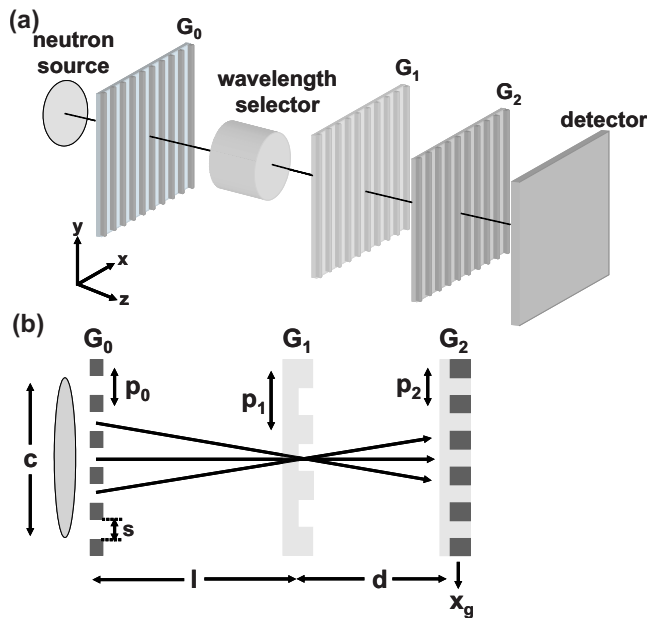 (a)
neutron
source
G0
wavelength
selector
G1
G2
detector
y
x
z
(b)
G0
G1
G2
p0
p1
p2
c
s
l
d
xg